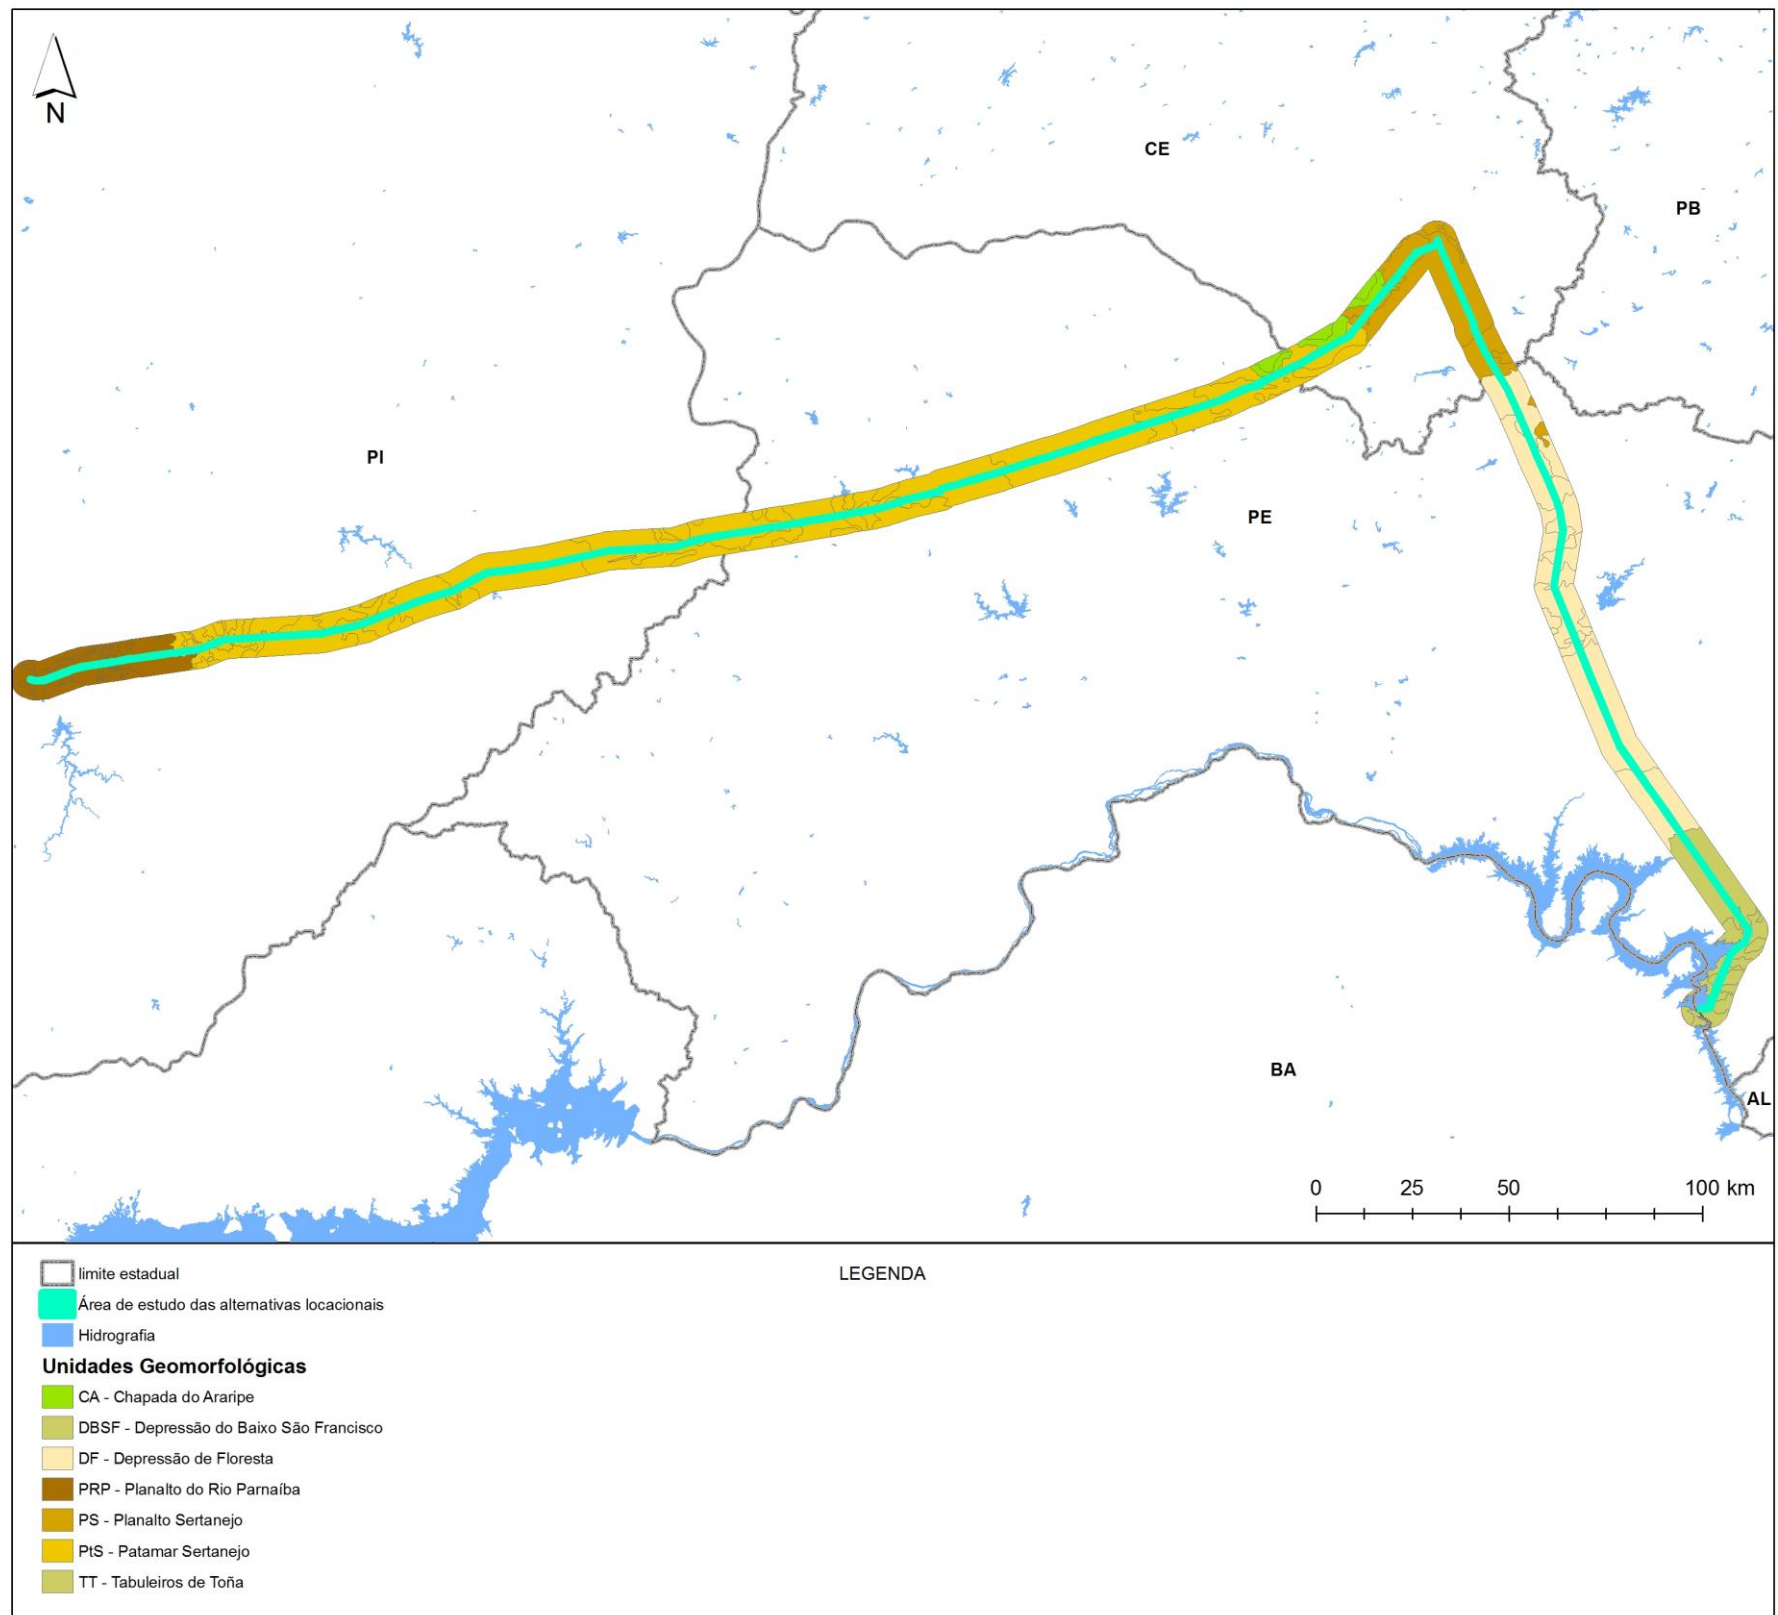 N
CE
PB
PI
PE
BA
AL
0 25 50 100 km
LEGENDA
limite estadual
Área de estudo das alternativas locacionais
Hidrografia
Unidades Geomorfológicas
CA - Chapada do Araripe
DBSF - Depressão do Baixo São Francisco
DF - Depressão de Floresta
PRP - Planalto do Rio Parnaíba
PS - Planalto Sertanejo
PtS - Patamar Sertanejo
TT - Tabuleiros de Toña